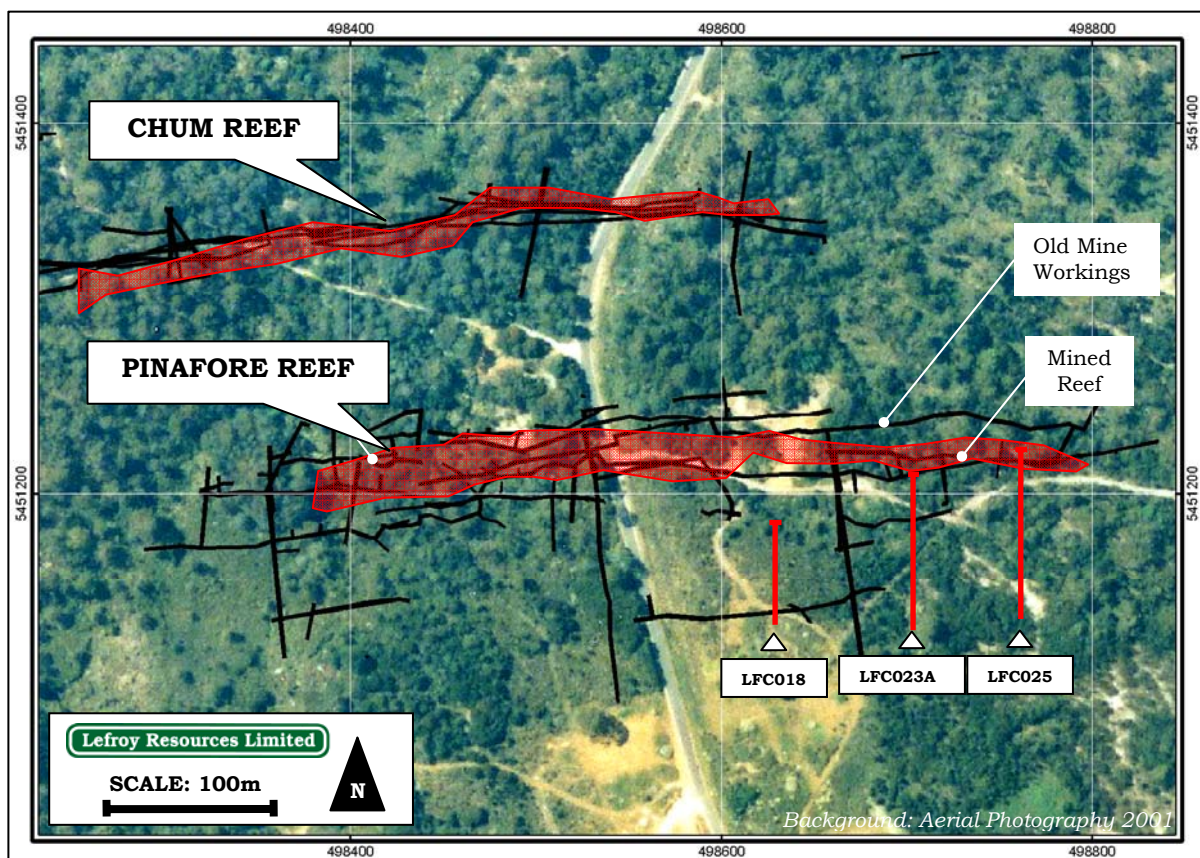 498400 498600 498800
5451400 5451400
CHUM REEF
Old Mine
Workings
PINAFORE REEF
Mined
Reef
5451200 5451200
LFC018 LFC023A LFC025
Lefroy Resources Limited
SCALE: 100m
N
Background: Aerial Photography 2001
498400 498600 498800